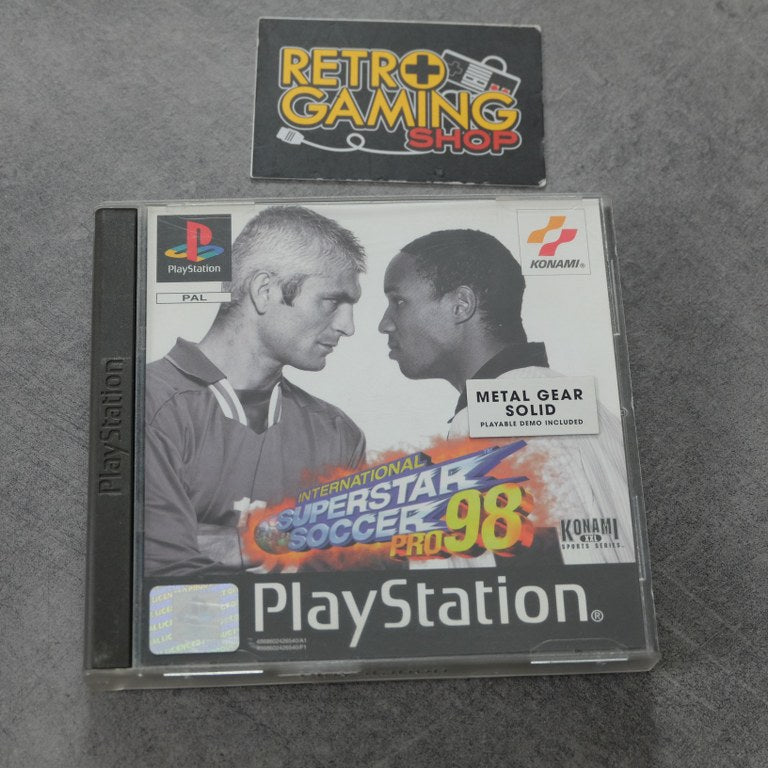 RETRO
GAMING
SHOP
PlayStation
PlayStation
PAL
KONAMI®
METAL GEAR
SOLID
PLAYABLE DEMO INCLUDED
INTERNATIONAL
SUPERSTAR
SOCCER
PRO 98
KONAMI
XXL
SPORTS SERIES
PlayStation®